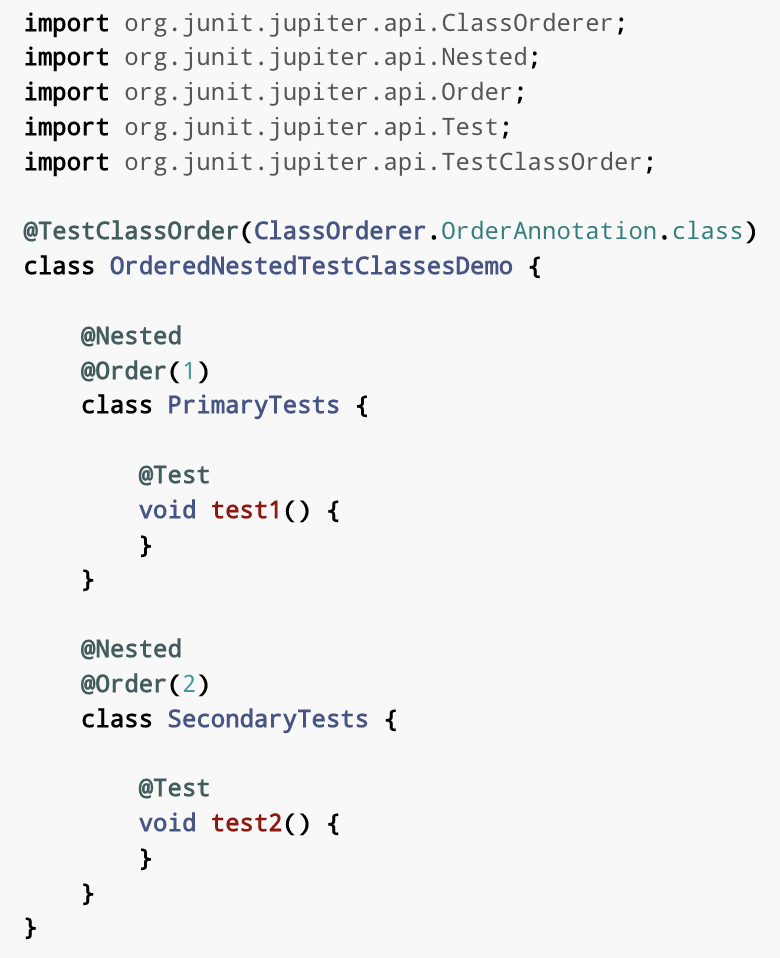 import org.junit.jupiter.api.ClassOrderer;
import org.junit.jupiter.api.Nested;
import org.junit.jupiter.api.Order;
import org.junit.jupiter.api.Test;
import org.junit.jupiter.api.TestClassOrder;

@TestClassOrder(ClassOrderer.OrderAnnotation.class)
class OrderedNestedTestClassesDemo {

    @Nested
    @Order(1)
    class PrimaryTests {

        @Test
        void test1() {
        }
    }

    @Nested
    @Order(2)
    class SecondaryTests {

        @Test
        void test2() {
        }
    }
}